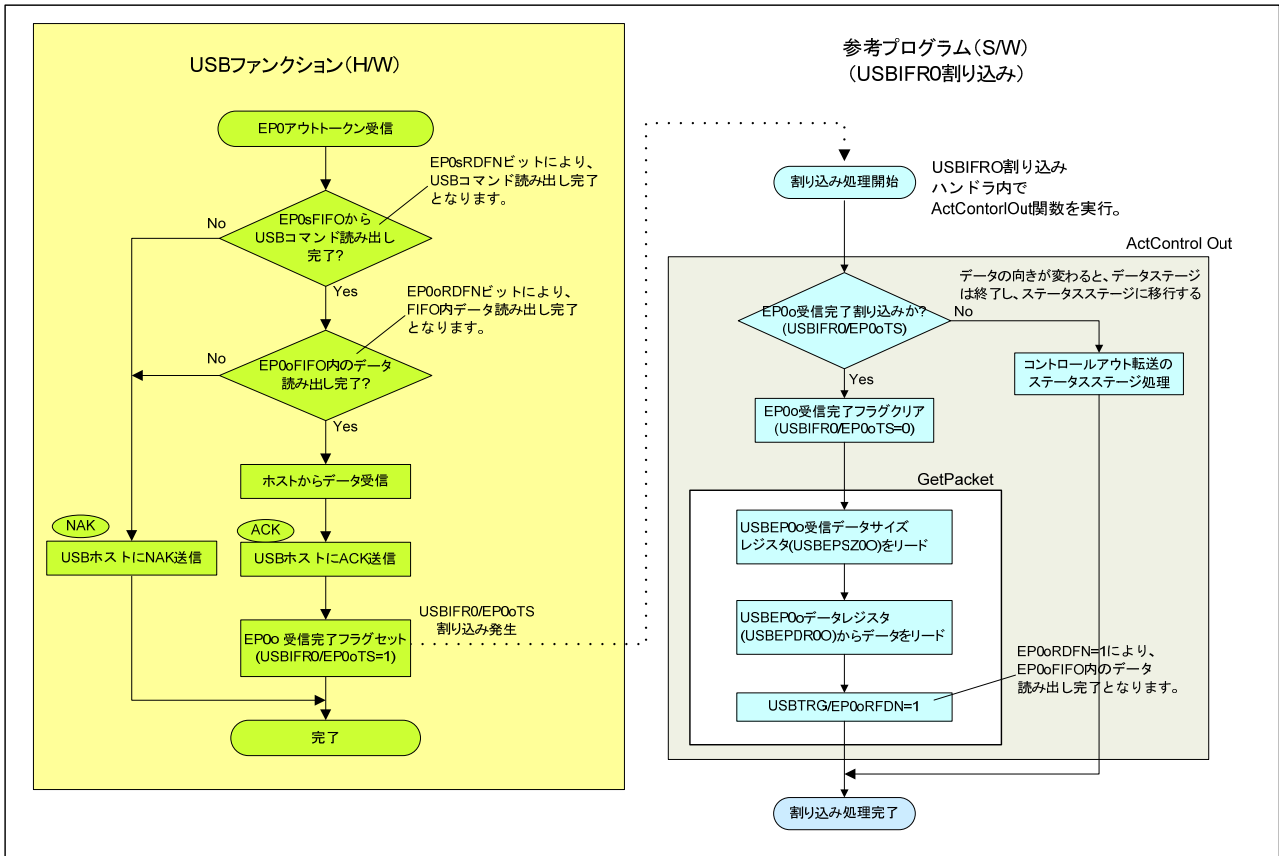 USBファンクション(H/W)
EP0アウトトークン受信
EP0sRDFNビットにより、
USBコマンド読み出し完了
となります。
EP0sFIFOから
USBコマンド読み出し
完了?
No
Yes
EP0oRDFNビットにより、
FIFO内データ読み出し完了
となります。
EP0oFIFO内のデータ
読み出し完了?
No
Yes
ホストからデータ受信
NAK
USBホストにNAK送信
ACK
USBホストにACK送信
EP0o 受信完了フラグセット
(USBIFR0/EP0oTS=1)
USBIFR0/EP0oTS
割り込み発生
完了
参考プログラム(S/W)
(USBIFR0割り込み)
割り込み処理開始
USBIFRO割り込み
ハンドラ内で
ActContorlOut関数を実行。
ActControl Out
データの向きが変わると、データステージ
は終了し、ステータスステージに移行する
EP0o受信完了割り込みか?
(USBIFR0/EP0oTS)
No
Yes
コントロールアウト転送の
ステータスステージ処理
EP0o受信完了フラグクリア
(USBIFR0/EP0oTS=0)
GetPacket
USBEP0o受信データサイズ
レジスタ(USBEPSZ0O)をリード
USBEP0oデータレジスタ
(USBEPDR0O)からデータをリード
USBTRG/EP0oRFDN=1
EP0oRDFN=1により、
EP0oFIFO内のデータ
読み出し完了となります。
割り込み処理完了